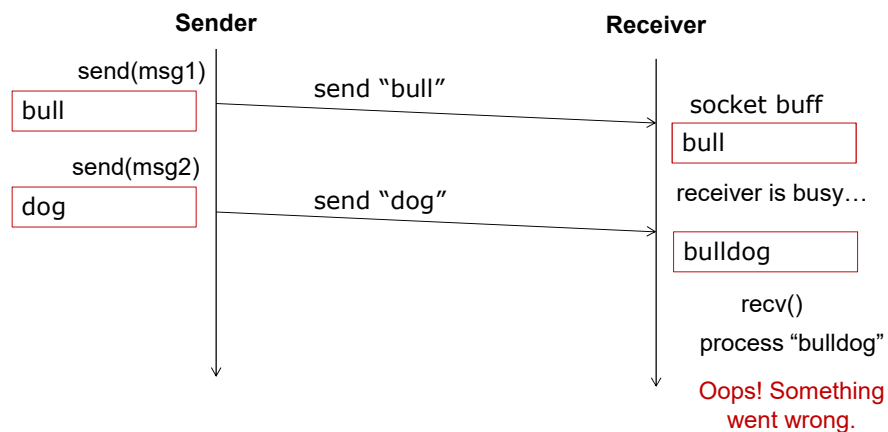 Sender
Receiver
send(msg1)
send “bull”
bull
socket buff
bull
send(msg2)
receiver is busy…
dog
send “dog”
bulldog
recv()
process “bulldog”
Oops! Something
went wrong.